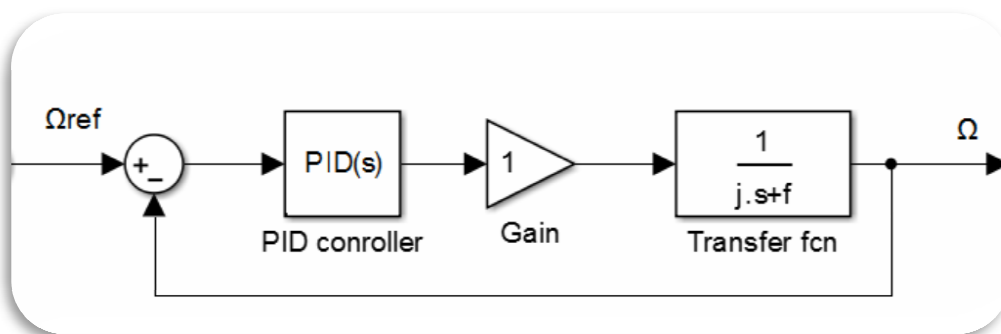 Ωref
+
−
PID(s)
PID conroller
1
Gain
1
j.s+f
Transfer fcn
Ω